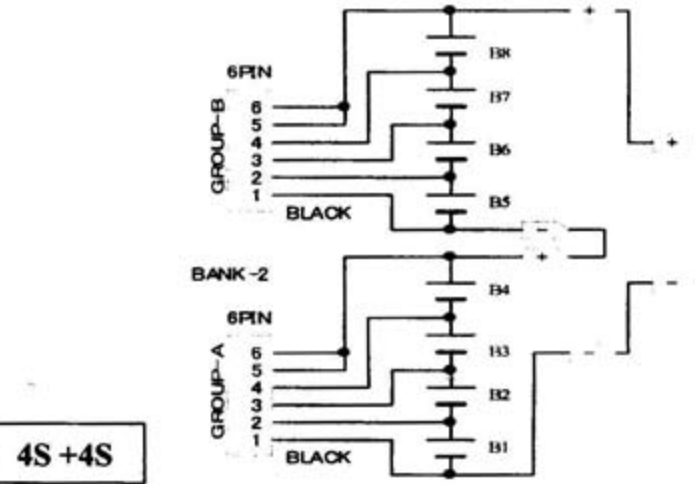 +
B8
6PIN
B7
GROUP-B
6
5
4
3
2
1
B6
+
B5
BLACK
-
+
BANK-2
B4
-
6PIN
B3
GROUP-A
6
5
4
3
2
1
-
B2
B1
BLACK
4S +4S